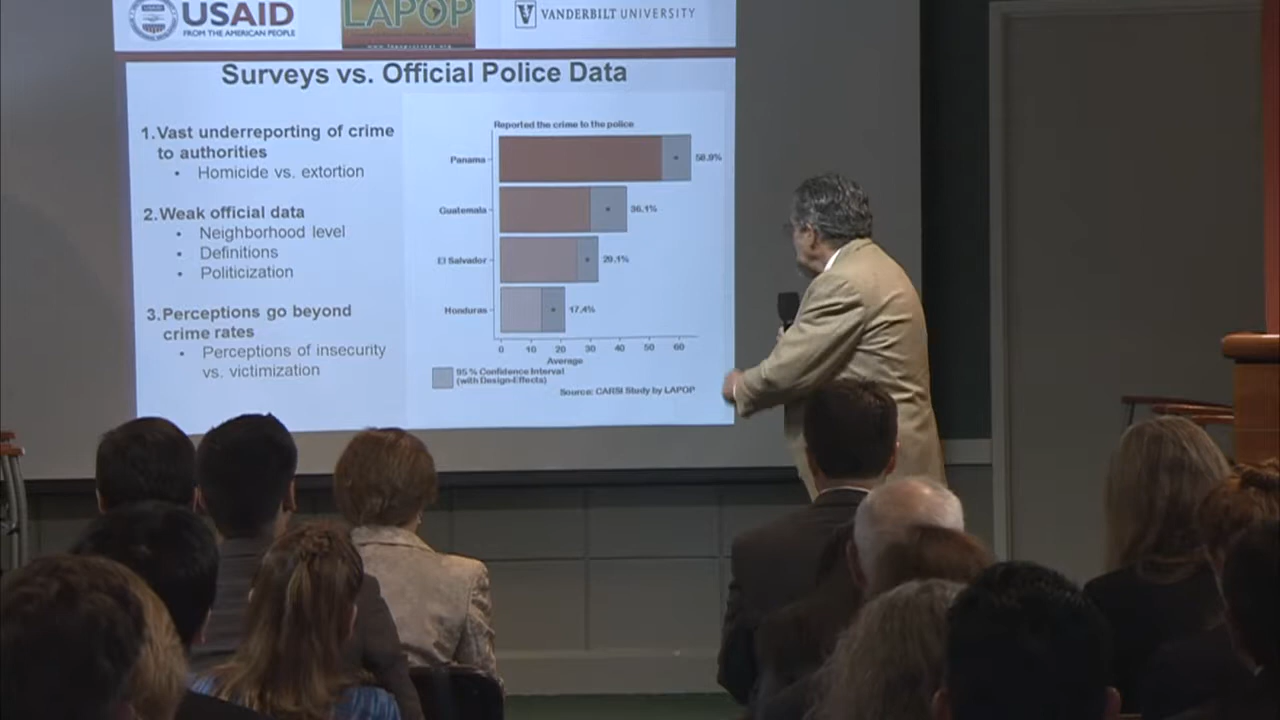 USAID
FROM THE AMERICAN PEOPLE
LAPOP
V VANDERBILT UNIVERSITY
Surveys vs. Official Police Data
1. Vast underreporting of crime
to authorities
• Homicide vs. extortion
2. Weak official data
• Neighborhood level
• Definitions
• Politicization
3. Perceptions go beyond
crime rates
• Perceptions of insecurity
vs. victimization
Reported the crime to the police
Panama
Guatemala 36.1%
El Salvador 29.1%
Honduras 17.4%
0 10 20 30 40 50 60
Average
95 % Confidence Interval
(with Design-Effects)
Source: CARSI Study by LAPOP